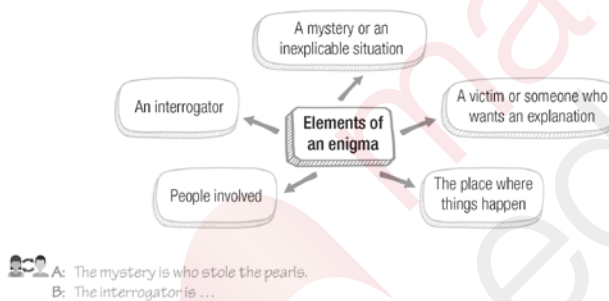 A mystery or an
inexplicable situation
An interrogator
Elements of
an enigma
A victim or someone who
wants an explanation
People involved
The place where
things happen
A: The mystery is who stole the pearls.
B: The interrogator is ...